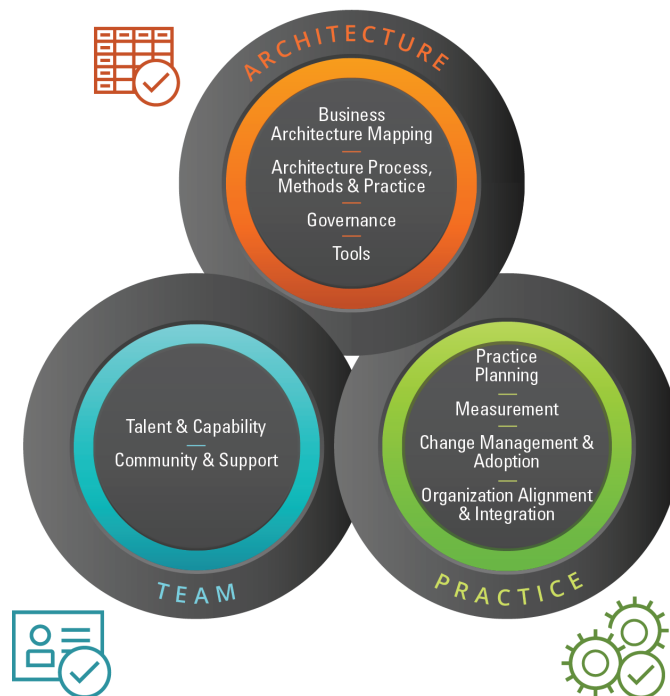 ARCHITECTURE
Business
Architecture Mapping
Architecture Process,
Methods & Practice
Governance
Tools
Talent & Capability
Community & Support
TEAM
Practice
Planning
Measurement
Change Management &
Adoption
Organization Alignment
& Integration
PRACTICE